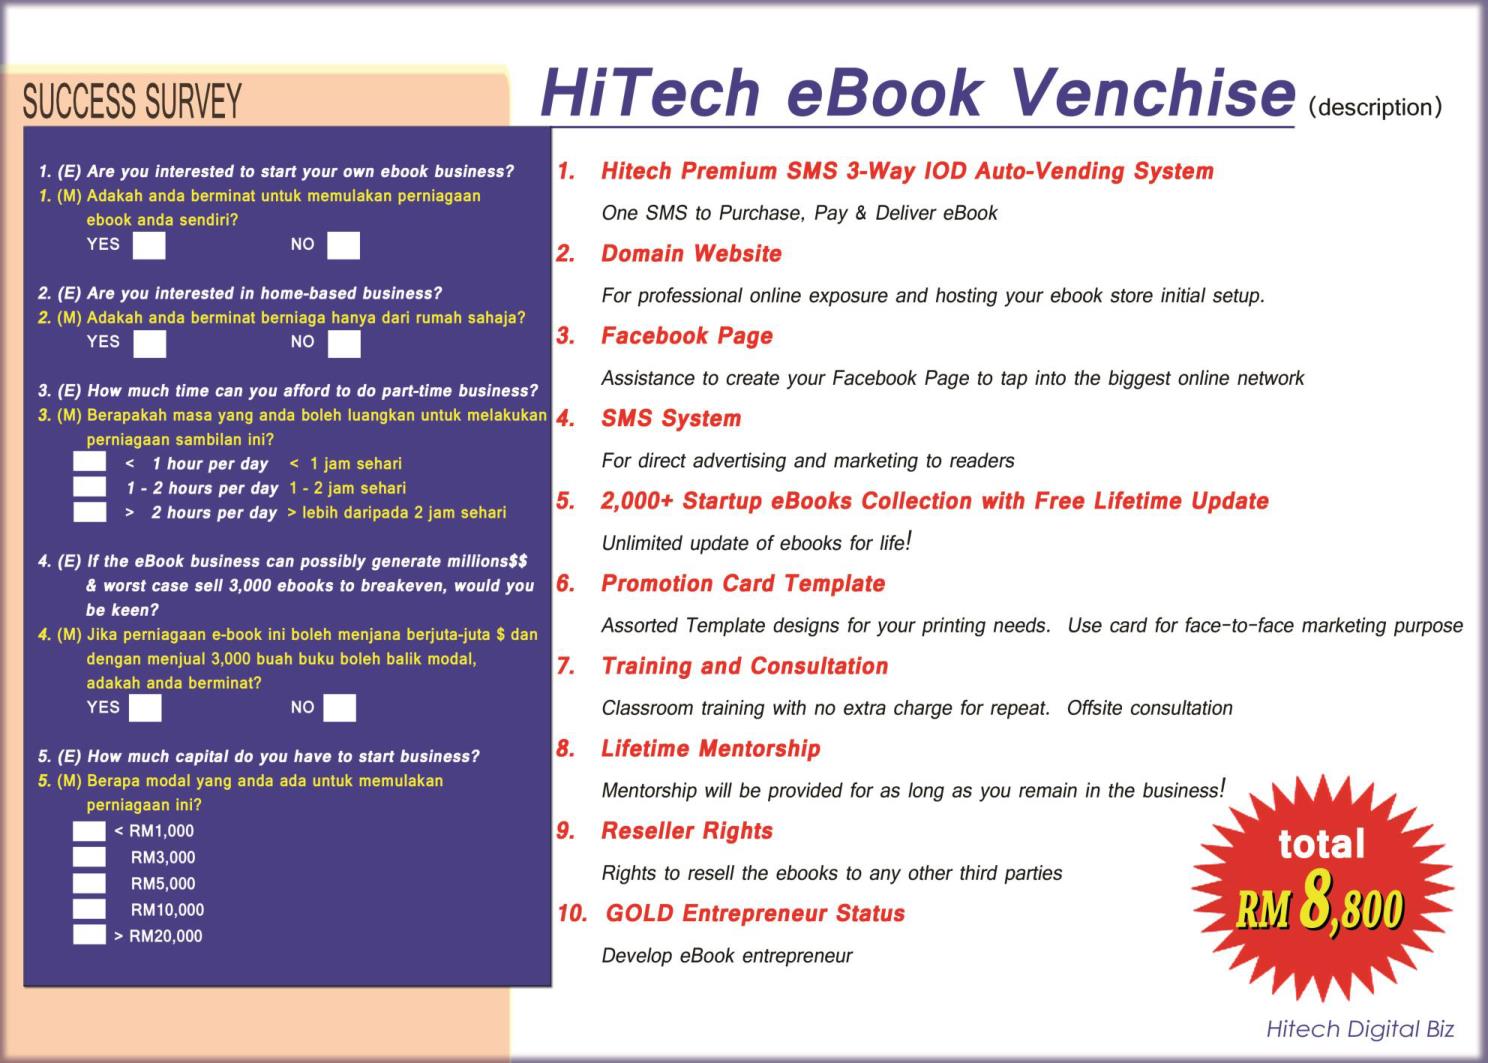 SUCCESS SURVEY
1. (E) Are you interested to start your own ebook business?
1. (M) Adakah anda berminat untuk memulakan perniagaan
ebook anda sendiri?
YES NO
2. (E) Are you interested in home-based business?
2. (M) Adakah anda berminat berniaga hanya dari rumah sahaja?
YES NO
3. (E) How much time can you afford to do part-time business?
3. (M) Berapakah masa yang anda boleh luangkan untuk melakukan
perniagaan sambilan ini?
< 1 hour per day < 1 jam sehari
1 - 2 hours per day 1 - 2 jam sehari
> 2 hours per day > lebih daripada 2 jam sehari
4. (E) If the eBook business can possibly generate millions$$
& worst case sell 3,000 ebooks to breakeven, would you
be keen?
4. (M) Jika perniagaan e-book ini boleh menjana berjuta-juta $ dan
dengan menjual 3,000 buah buku boleh balik modal,
adakah anda berminat?
YES NO
5. (E) How much capital do you have to start business?
5. (M) Berapa modal yang anda ada untuk memulakan
perniagaan ini?
< RM1,000
RM3,000
RM5,000
RM10,000
> RM20,000
HiTech eBook Venchise (description)
1. Hitech Premium SMS 3-Way IOD Auto-Vending System
One SMS to Purchase, Pay & Deliver eBook
2. Domain Website
For professional online exposure and hosting your ebook store initial setup.
3. Facebook Page
Assistance to create your Facebook Page to tap into the biggest online network
4. SMS System
For direct advertising and marketing to readers
5. 2,000+ Startup eBooks Collection with Free Lifetime Update
Unlimited update of ebooks for life!
6. Promotion Card Template
Assorted Template designs for your printing needs. Use card for face-to-face marketing purpose
7. Training and Consultation
Classroom training with no extra charge for repeat. Offsite consultation
8. Lifetime Mentorship
Mentorship will be provided for as long as you remain in the business!
9. Reseller Rights
Rights to resell the ebooks to any other third parties
10. GOLD Entrepreneur Status
Develop eBook entrepreneur
total
RM 8,800
Hitech Digital Biz